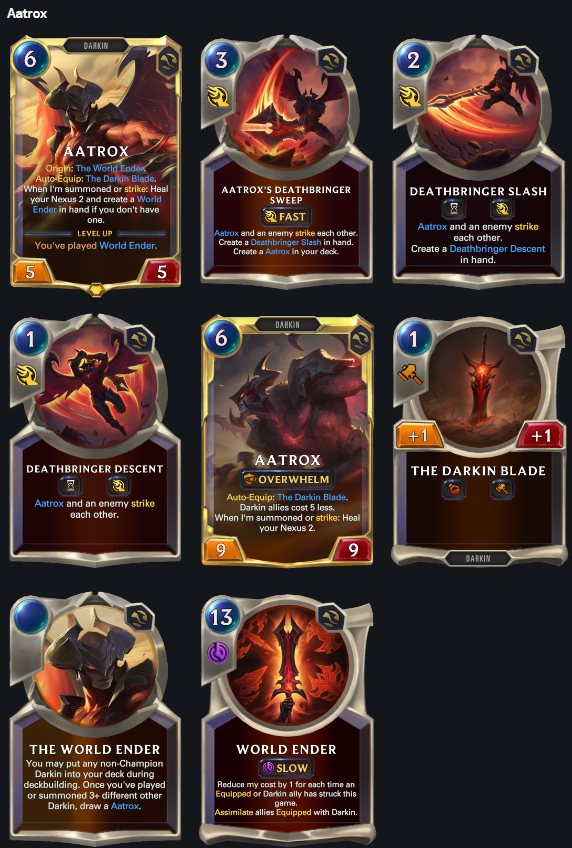 Aatrox
6
DARKIN
AATROX
Origin: The World Ender.
Auto-Equip: The Darkin Blade.
When I'm summoned or strike: Heal
your Nexus 2 and create a World
Ender in hand if you don't have
one.
LEVEL UP
You've played World Ender.
5
5
3
AATROX'S DEATHBRINGER
SWEEP
FAST
Aatrox and an enemy strike each other.
Create a Deathbringer Slash in hand.
Create a Aatrox in your deck.
2
DEATHBRINGER SLASH
Aatrox and an enemy strike
each other.
Create a Deathbringer Descent
in hand.
1
DEATHBRINGER DESCENT
Aatrox and an enemy strike
each other.
6
DARKIN
AATROX
OVERWHELM
Auto-Equip: The Darkin Blade.
Darkin allies cost 5 less.
When I'm summoned or strike: Heal
your Nexus 2.
9
9
1
+1
+1
THE DARKIN BLADE
DARKIN
THE WORLD ENDER
You may put any non-Champion
Darkin into your deck during
deckbuilding. Once you've played
or summoned 3+ different other
Darkin, draw a Aatrox.
13
WORLD ENDER
SLOW
Reduce my cost by 1 for each time an
Equipped or Darkin ally has struck this
game.
Assimilate allies Equipped with Darkin.